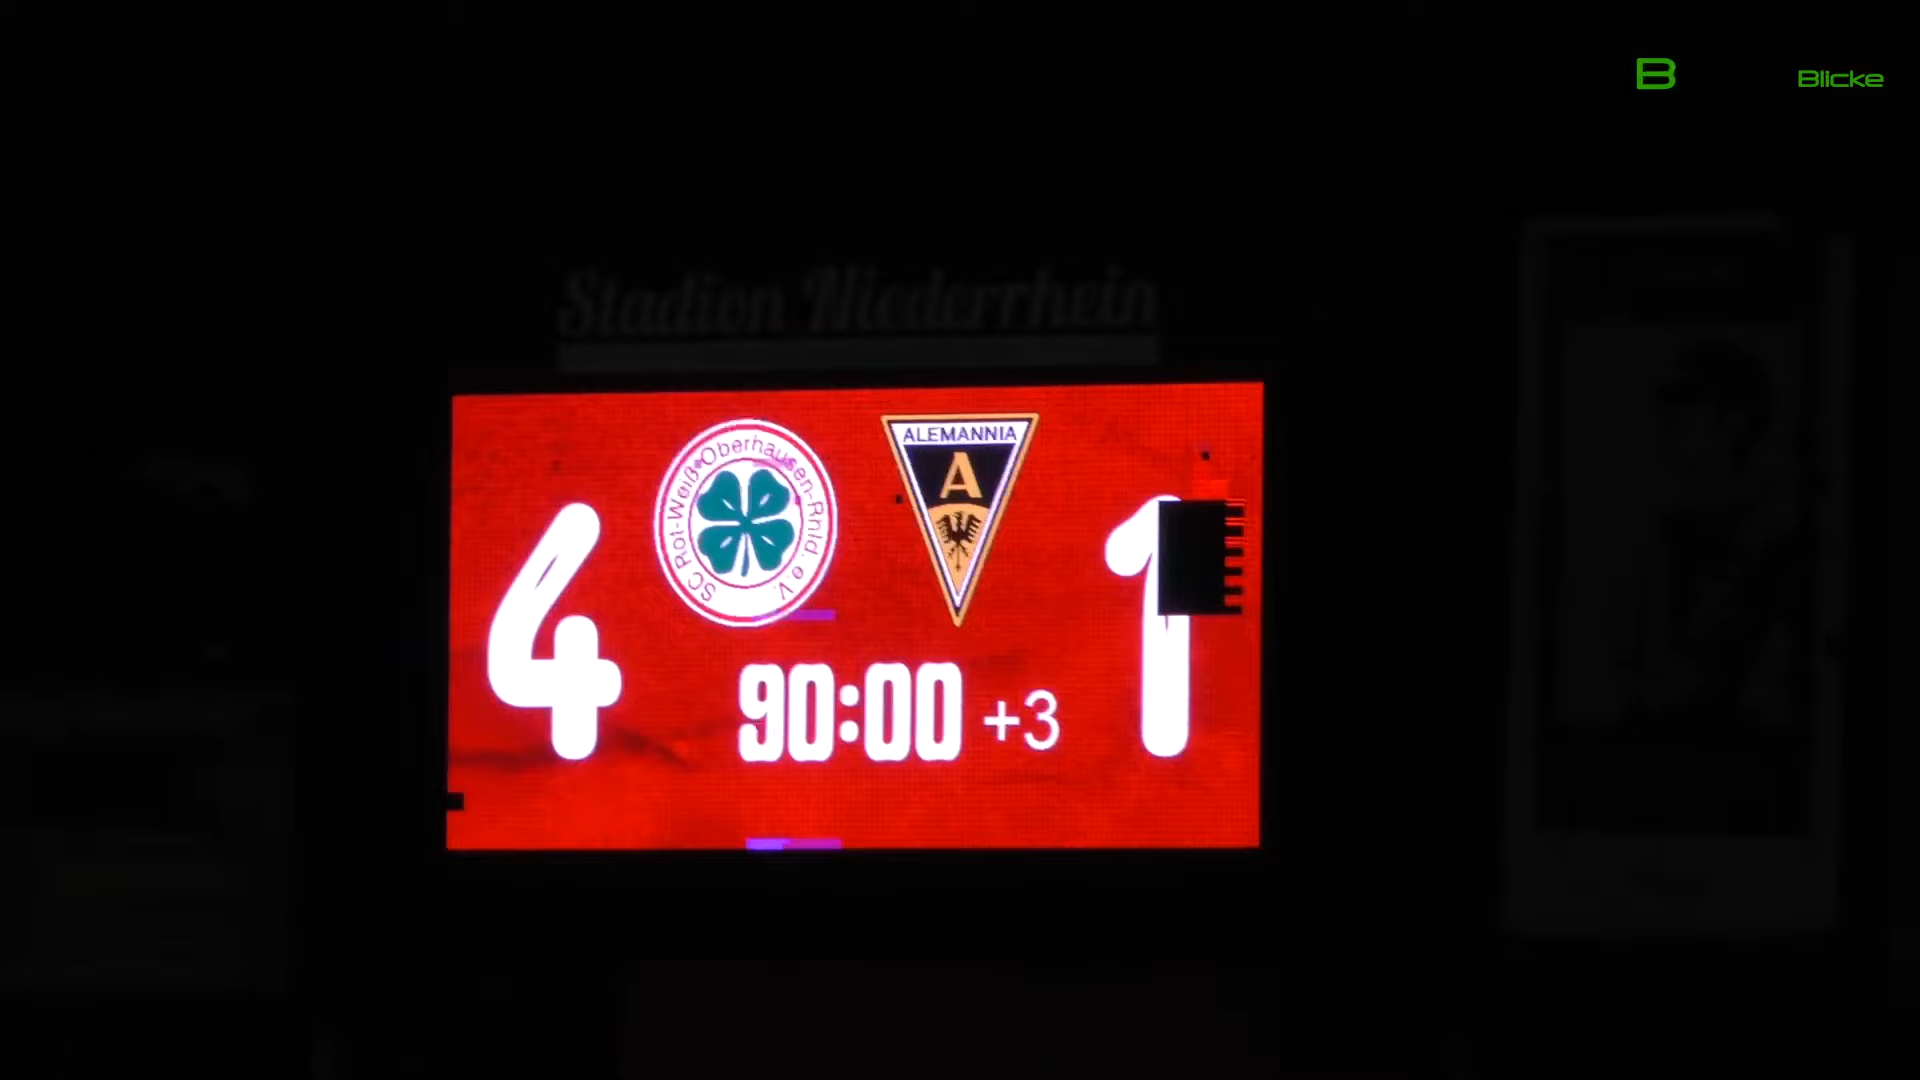 B Blicke
Stadion Niederrhein
SC Rot-Weiß Oberhausen-Rhld. e.V.
ALEMANNIA
A
4 1
90:00 +3